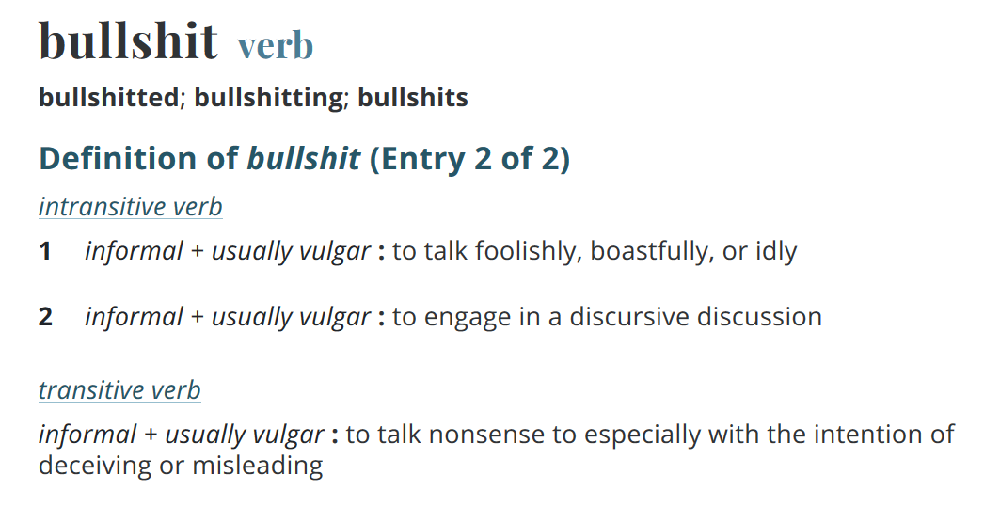 bullshit verb
bullshitted; bullshitting; bullshits
Definition of bullshit (Entry 2 of 2)
intransitive verb
1 informal + usually vulgar : to talk foolishly, boastfully, or idly
2 informal + usually vulgar : to engage in a discursive discussion
transitive verb
informal + usually vulgar : to talk nonsense to especially with the intention of
deceiving or misleading